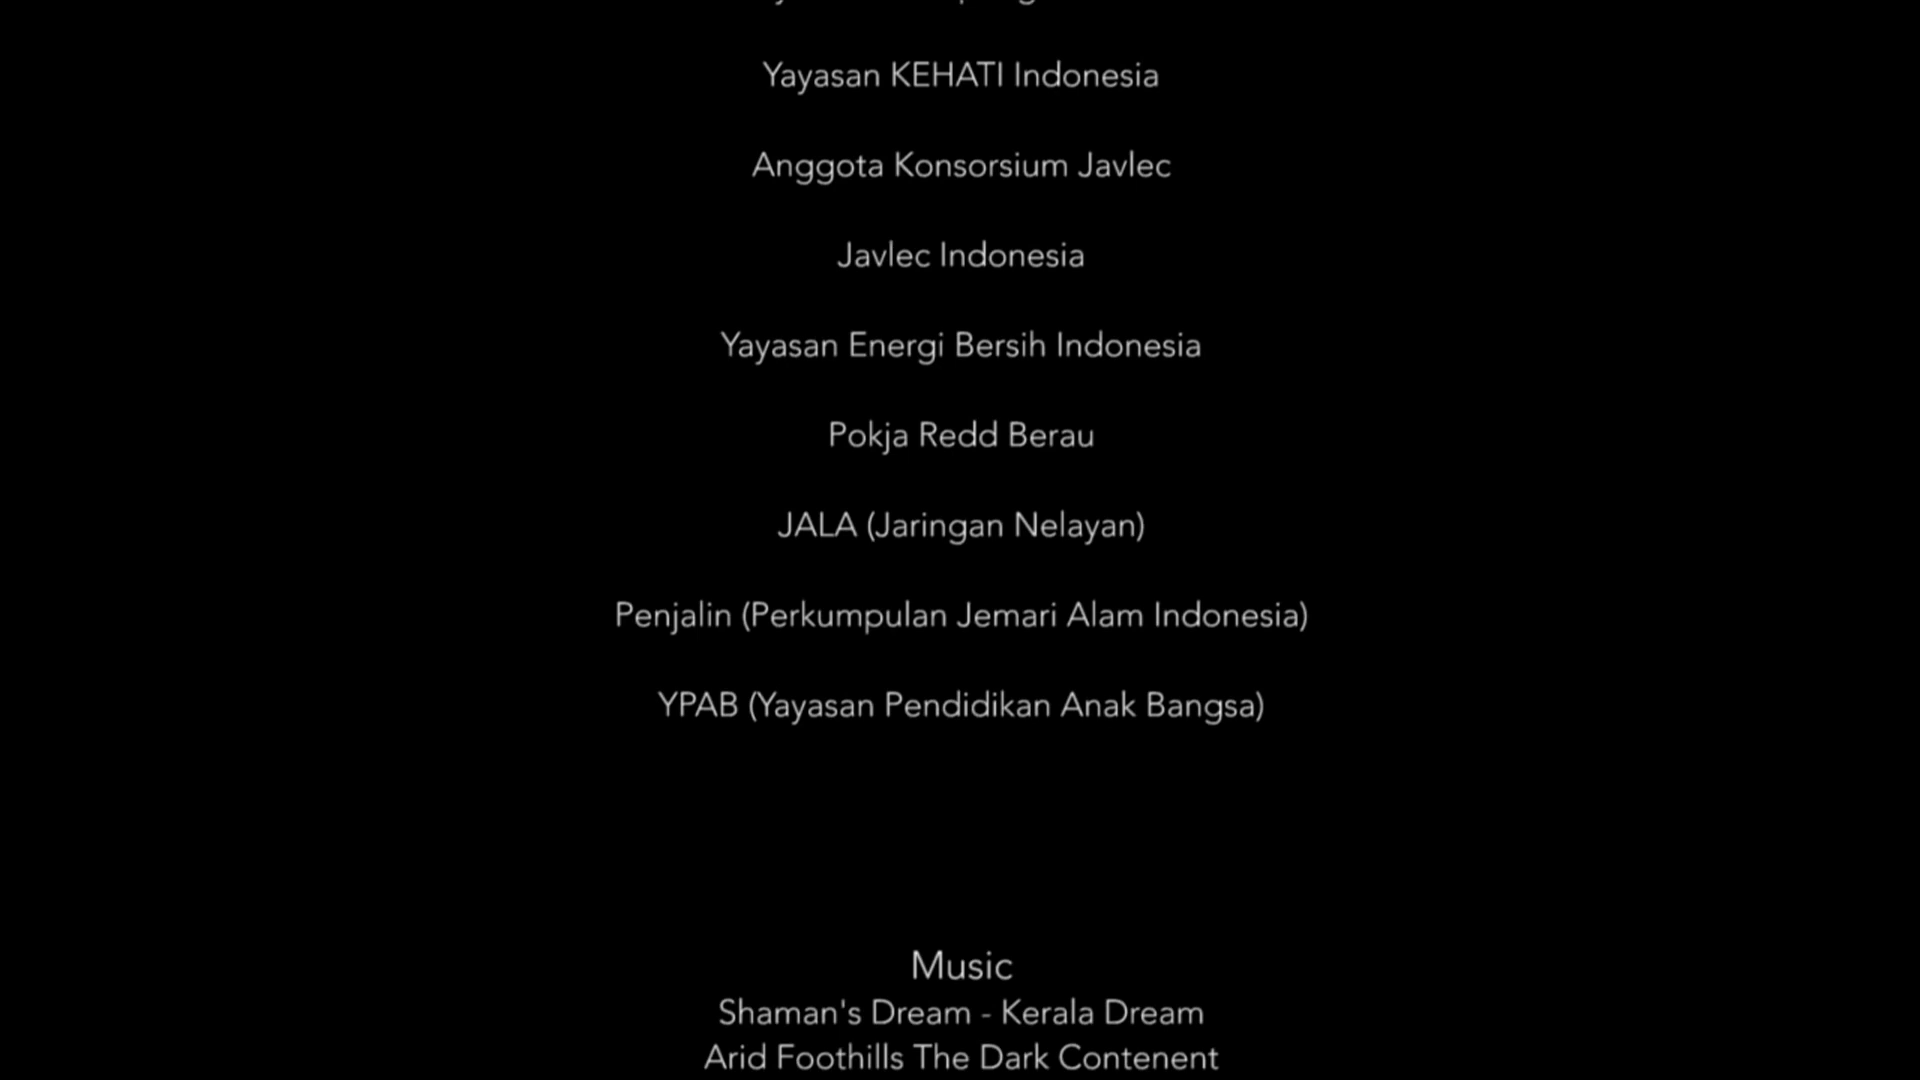 Yayasan KEHATI Indonesia
Anggota Konsorsium Javlec
Javlec Indonesia
Yayasan Energi Bersih Indonesia
Pokja Redd Berau
JALA (Jaringan Nelayan)
Penjalin (Perkumpulan Jemari Alam Indonesia)
YPAB (Yayasan Pendidikan Anak Bangsa)
Music
Shaman's Dream - Kerala Dream
Arid Foothills The Dark Contenent